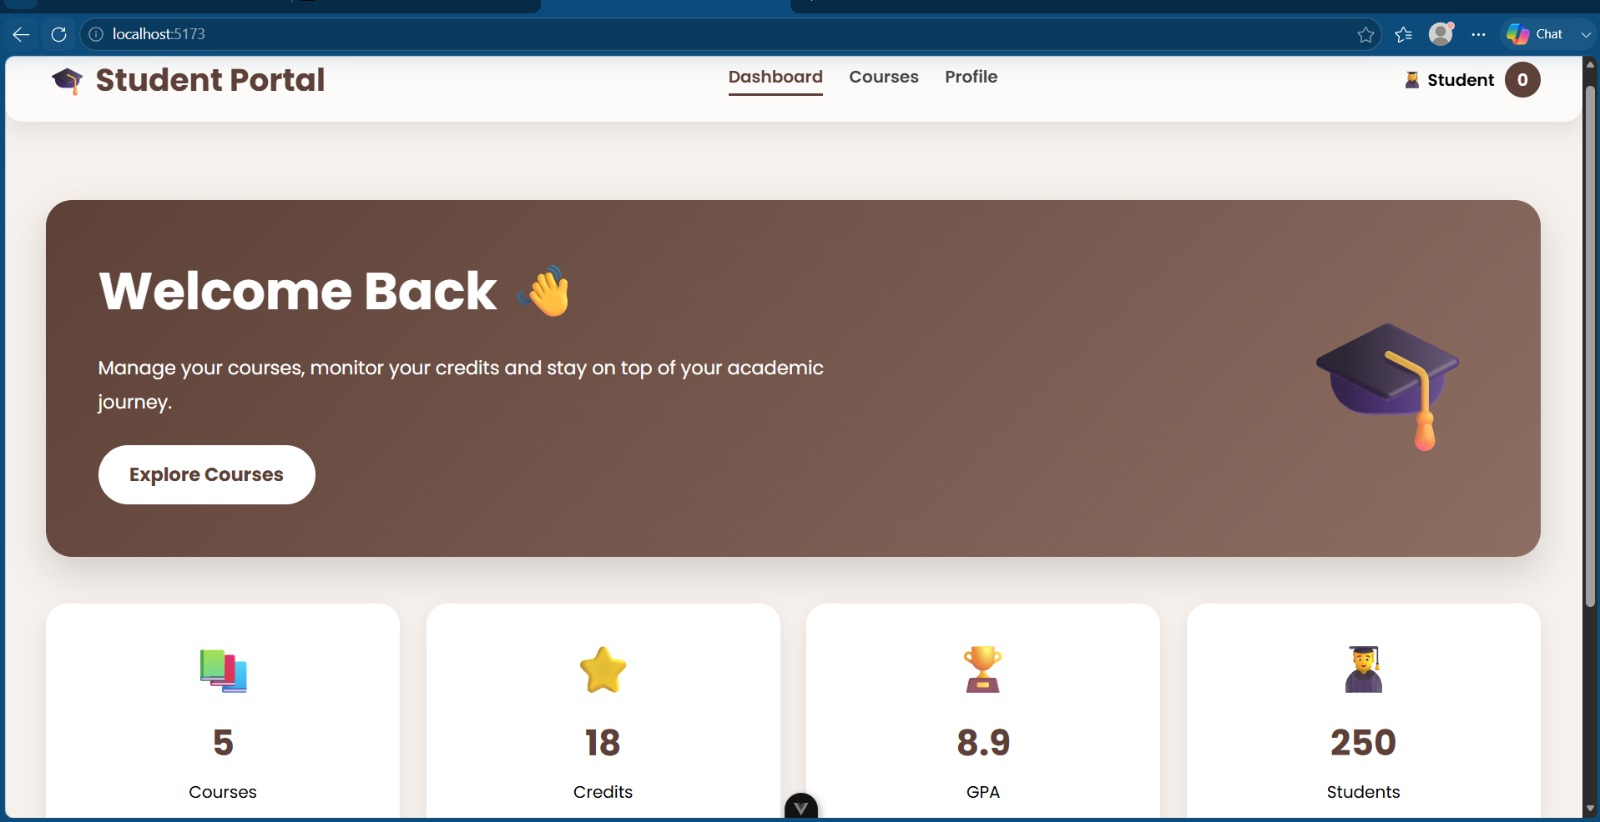 localhost:5173
Chat
Student Portal
Dashboard Courses Profile
Student 0
Welcome Back
Manage your courses, monitor your credits and stay on top of your academic
journey.
Explore Courses
5 18 8.9 250
Courses Credits GPA Students